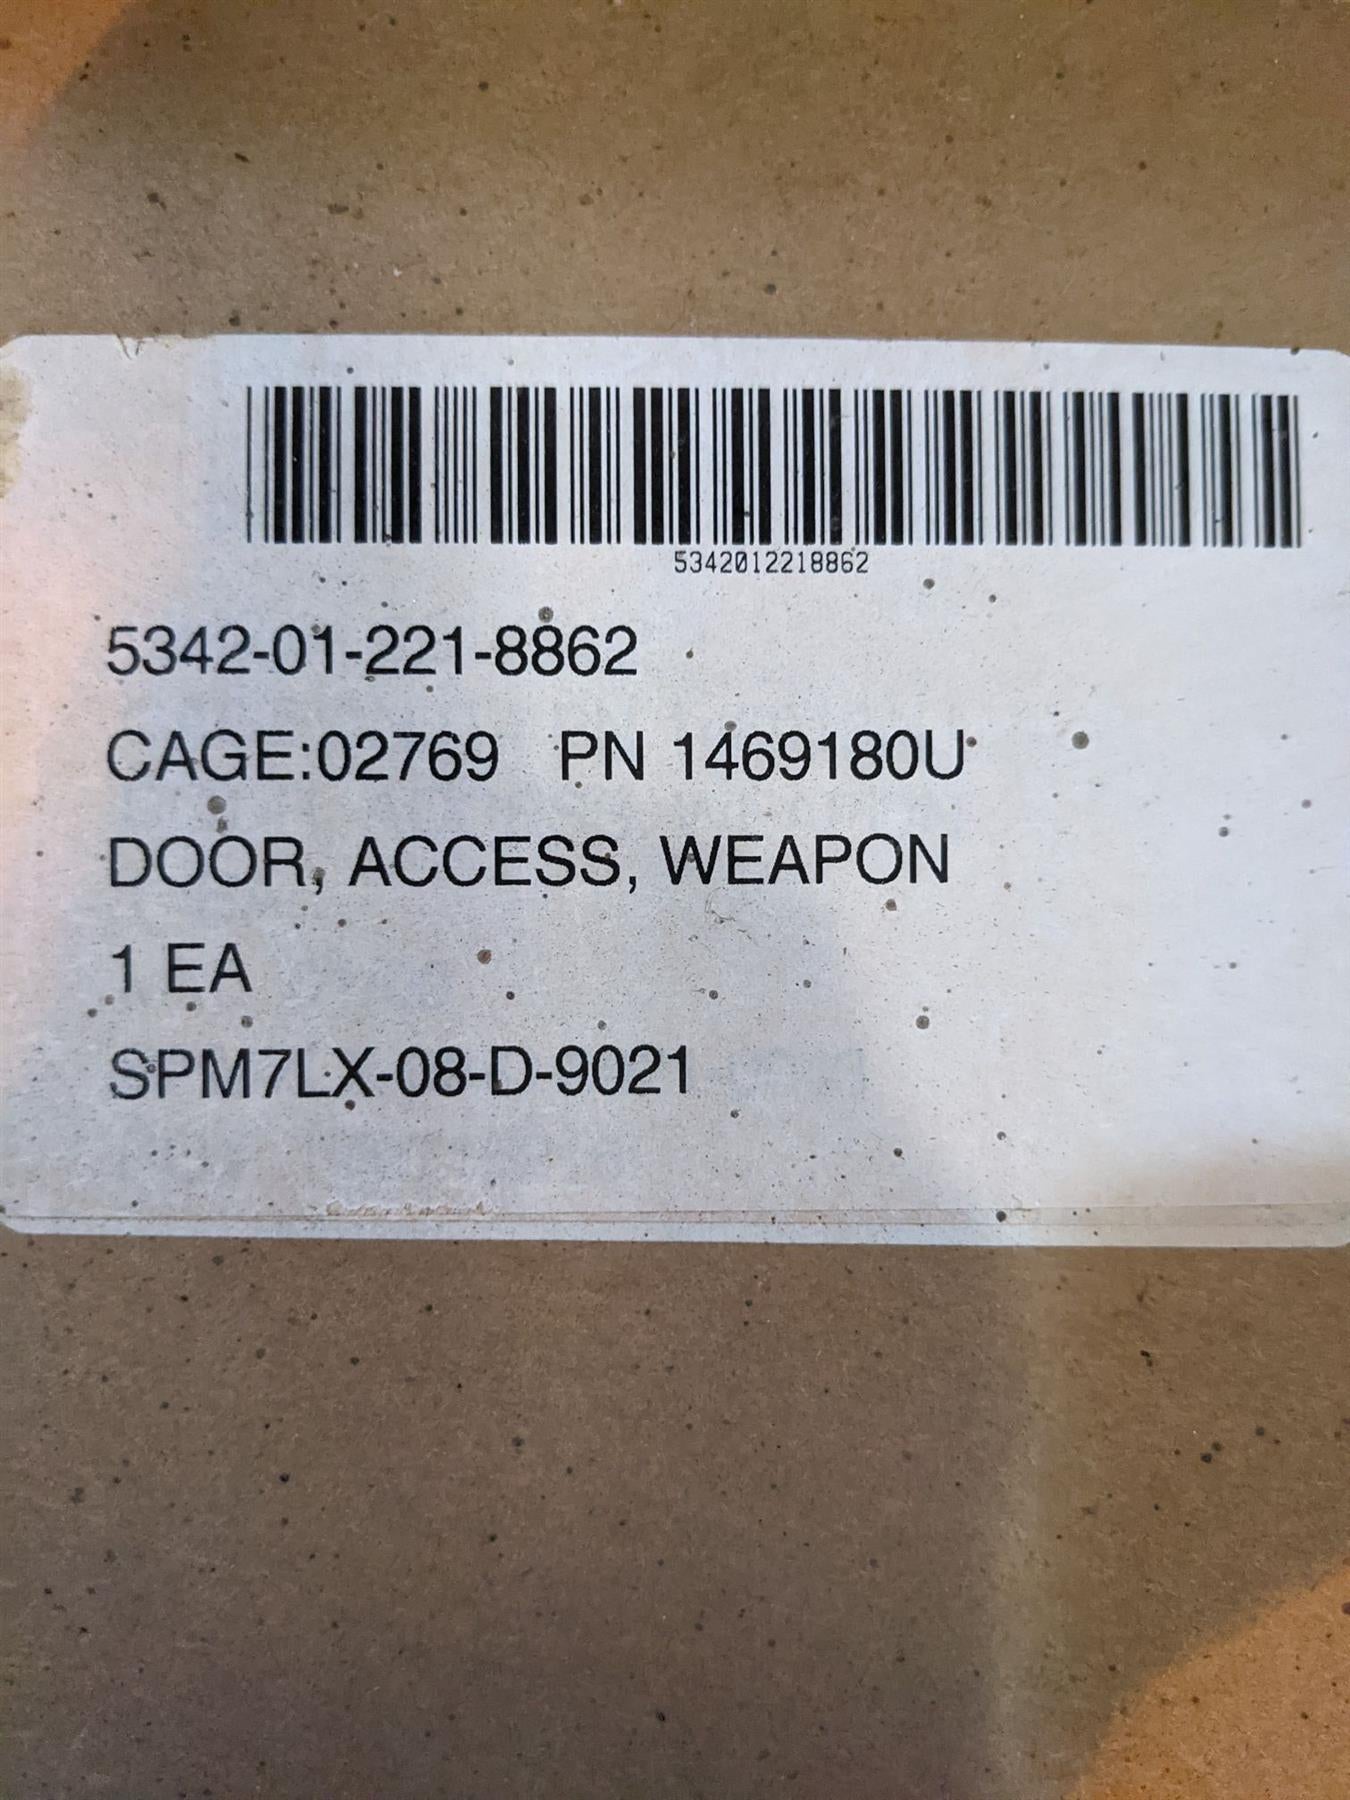 5342012218862
5342-01-221-8862
CAGE:02769 PN 1469180U
DOOR, ACCESS, WEAPON
1 EA
SPM7LX-08-D-9021